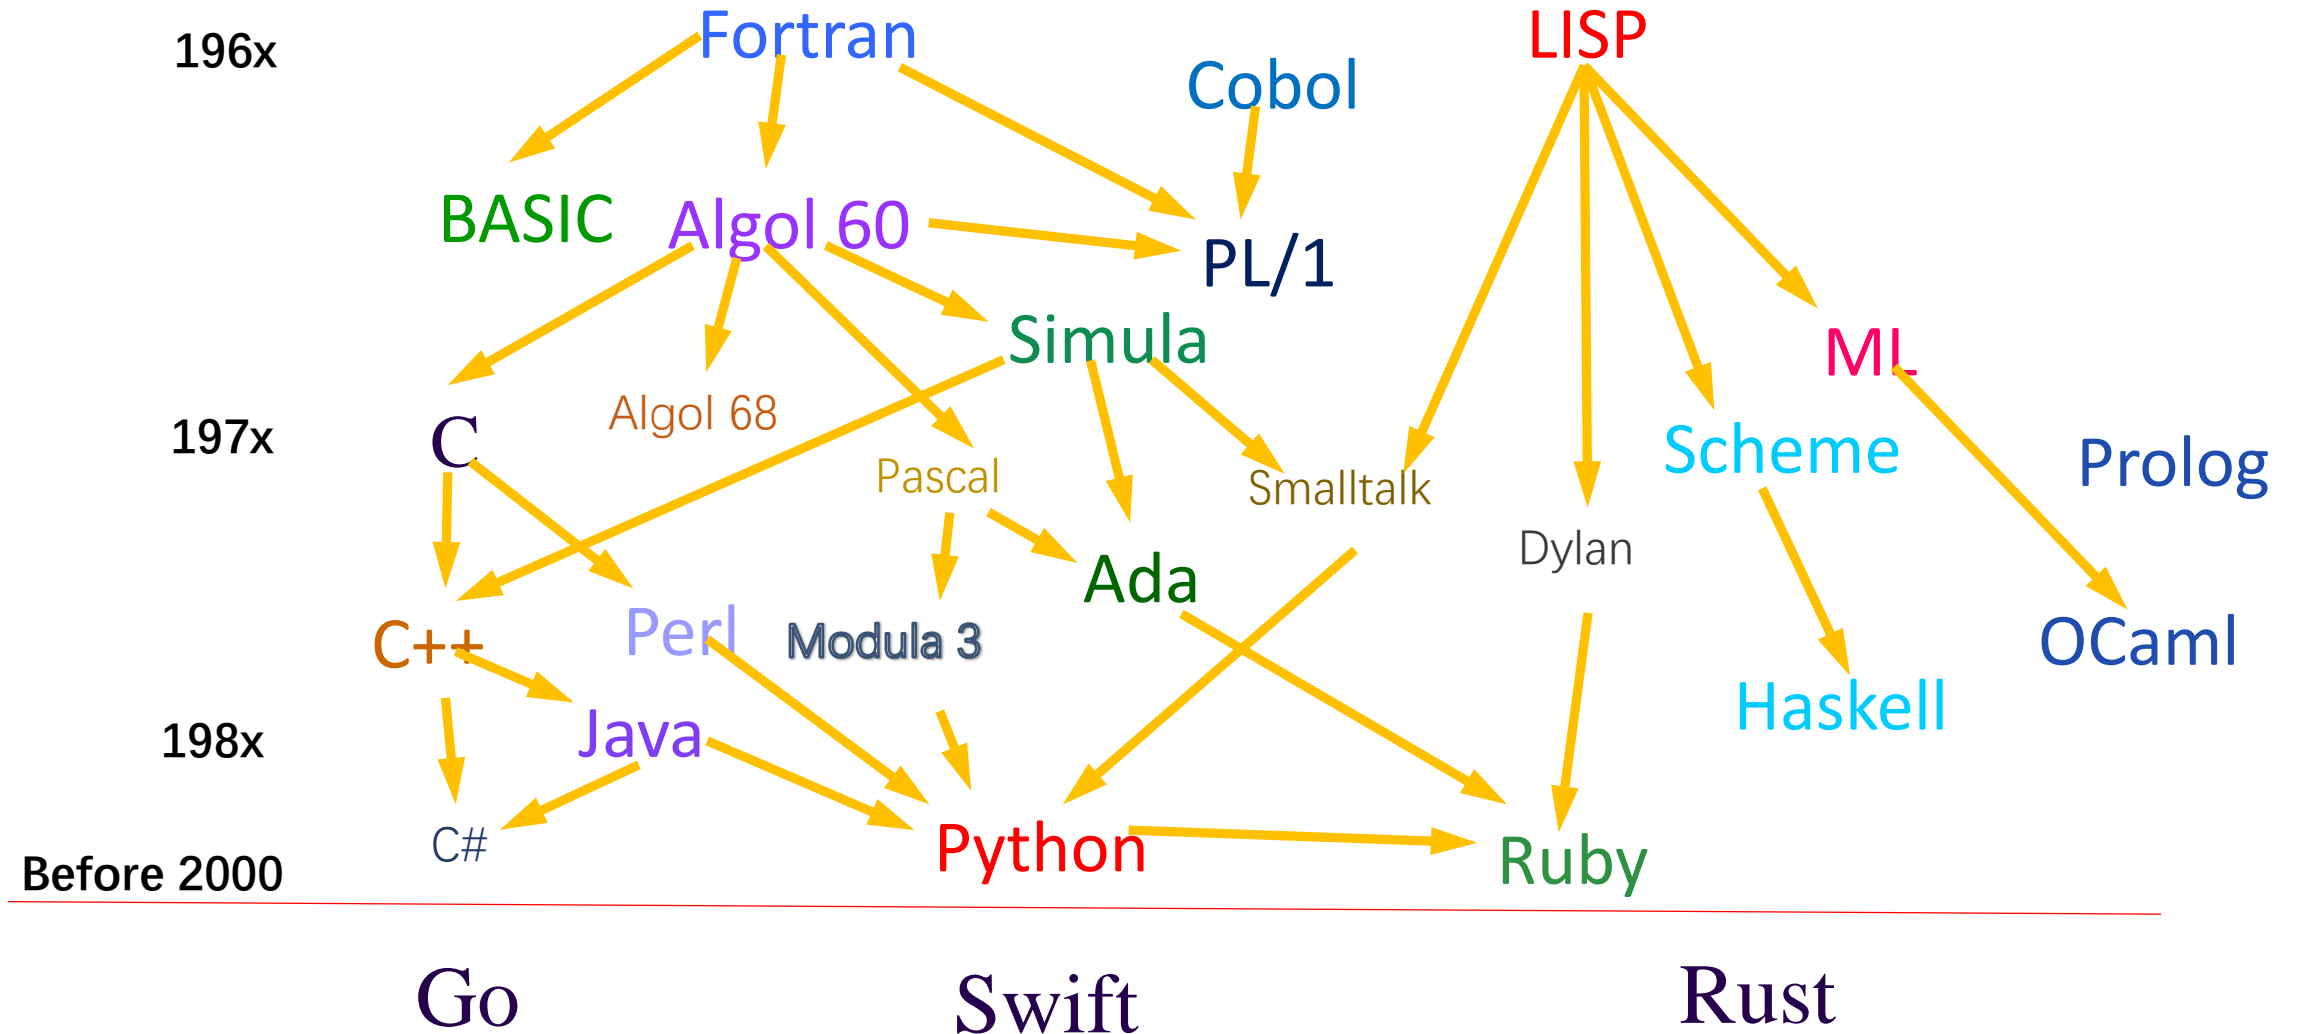 196x
Fortran
Cobol
LISP
BASIC
Algol 60
PL/1
Simula
ML
197x
C
Algol 68
Pascal
Smalltalk
Scheme
Prolog
Dylan
Ada
C++
Perl
Modula 3
OCaml
198x
Java
Haskell
C#
Python
Ruby
Before 2000
Go
Swift
Rust